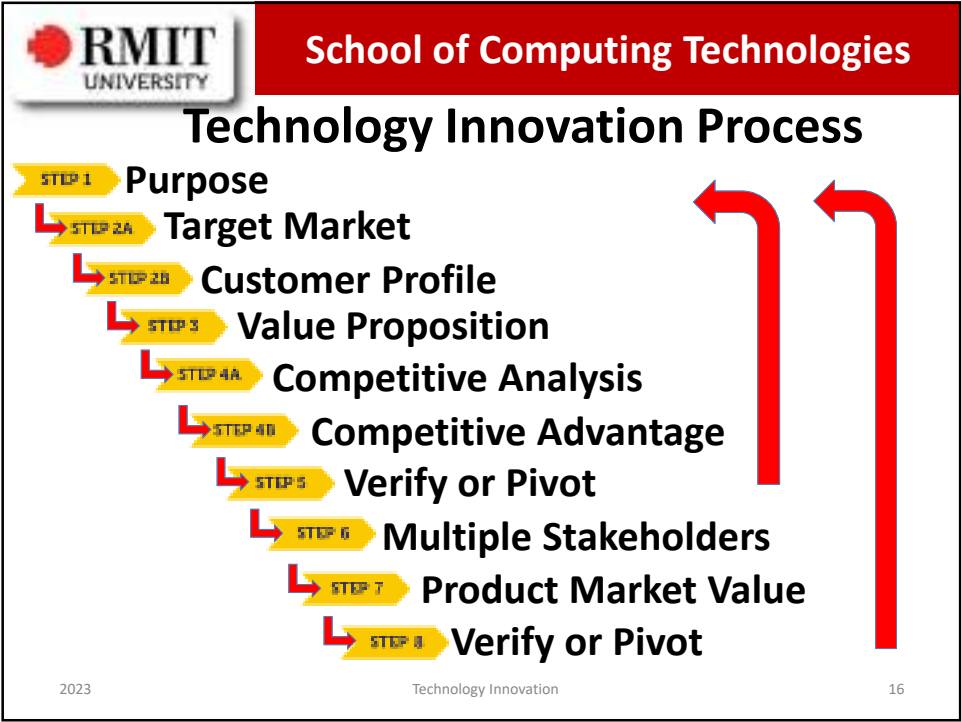 RMIT
UNIVERSITY
School of Computing Technologies
Technology Innovation Process
STEP 1 Purpose
STEP 2A Target Market
STEP 2B Customer Profile
STEP 3 Value Proposition
STEP 4A Competitive Analysis
STEP 4B Competitive Advantage
STEP 5 Verify or Pivot
STEP 6 Multiple Stakeholders
STEP 7 Product Market Value
STEP 8 Verify or Pivot
2023 Technology Innovation 16